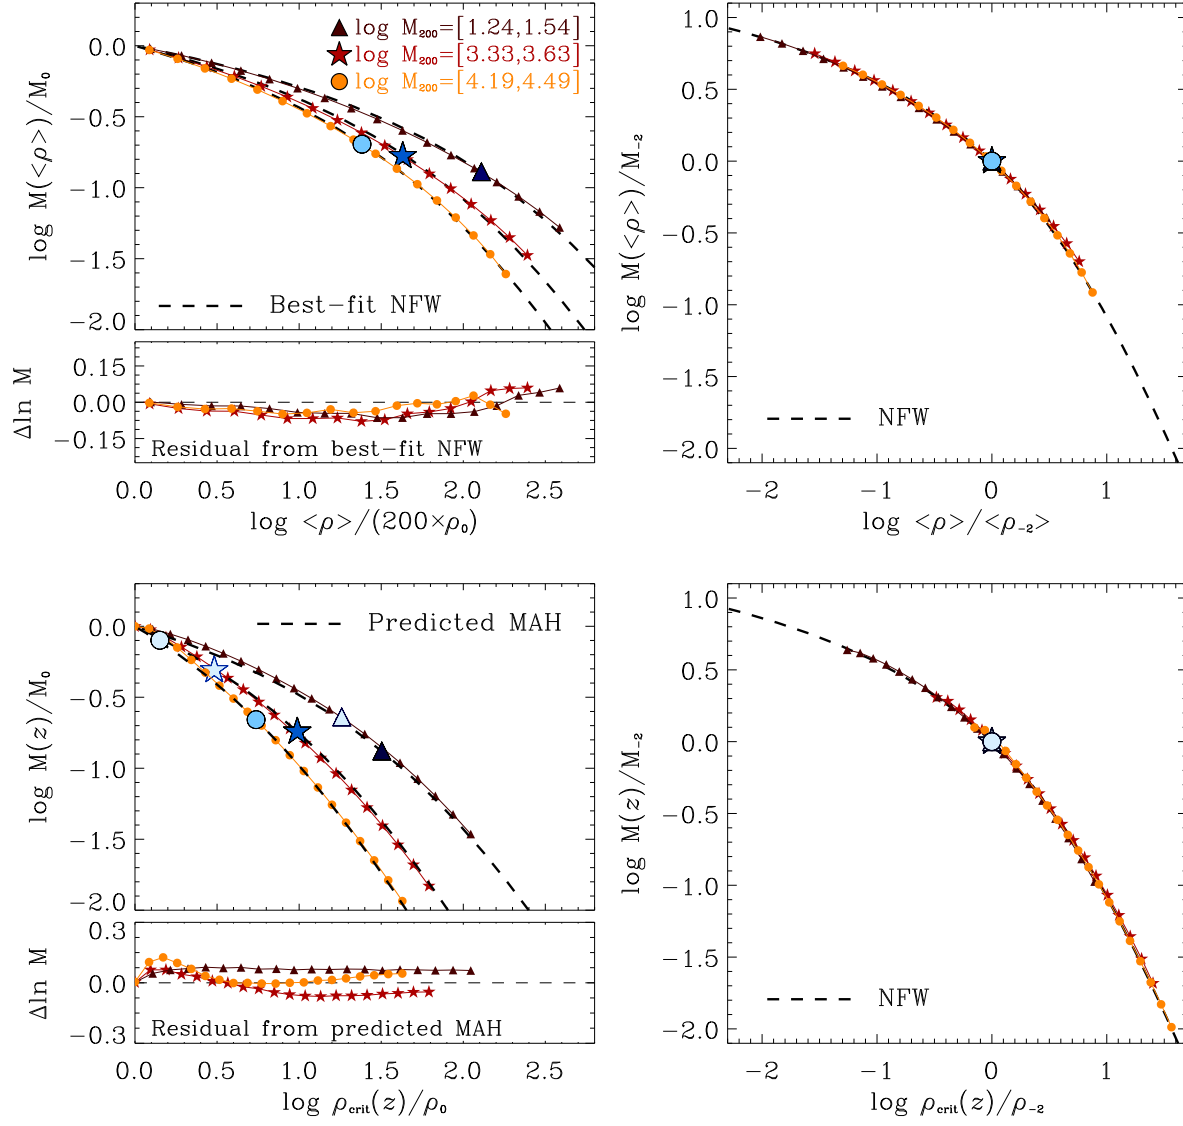 log M₂₀₀=[1.24,1.54]
log M₂₀₀=[3.33,3.63]
log M₂₀₀=[4.19,4.49]
0.0
−0.5
−1.0
−1.5
−2.0
log M(<ρ>)/M₀
Best−fit NFW
0.15
0.00
−0.15
Δln M
Residual from best−fit NFW
0.0 0.5 1.0 1.5 2.0 2.5
log <ρ>/(200×ρ₀)
1.0
0.5
0.0
−0.5
−1.0
−1.5
−2.0
log M(<ρ>)/M₋₂
NFW
−2 −1 0 1
log <ρ>/<ρ₋₂>
Predicted MAH
0.0
−0.5
−1.0
−1.5
−2.0
log M(z)/M₀
0.3
0.0
−0.3
Δln M
Residual from predicted MAH
0.0 0.5 1.0 1.5 2.0 2.5
log ρcrit(z)/ρ₀
1.0
0.5
0.0
−0.5
−1.0
−1.5
−2.0
log M(z)/M₋₂
NFW
−2 −1 0 1
log ρcrit(z)/ρ₋₂